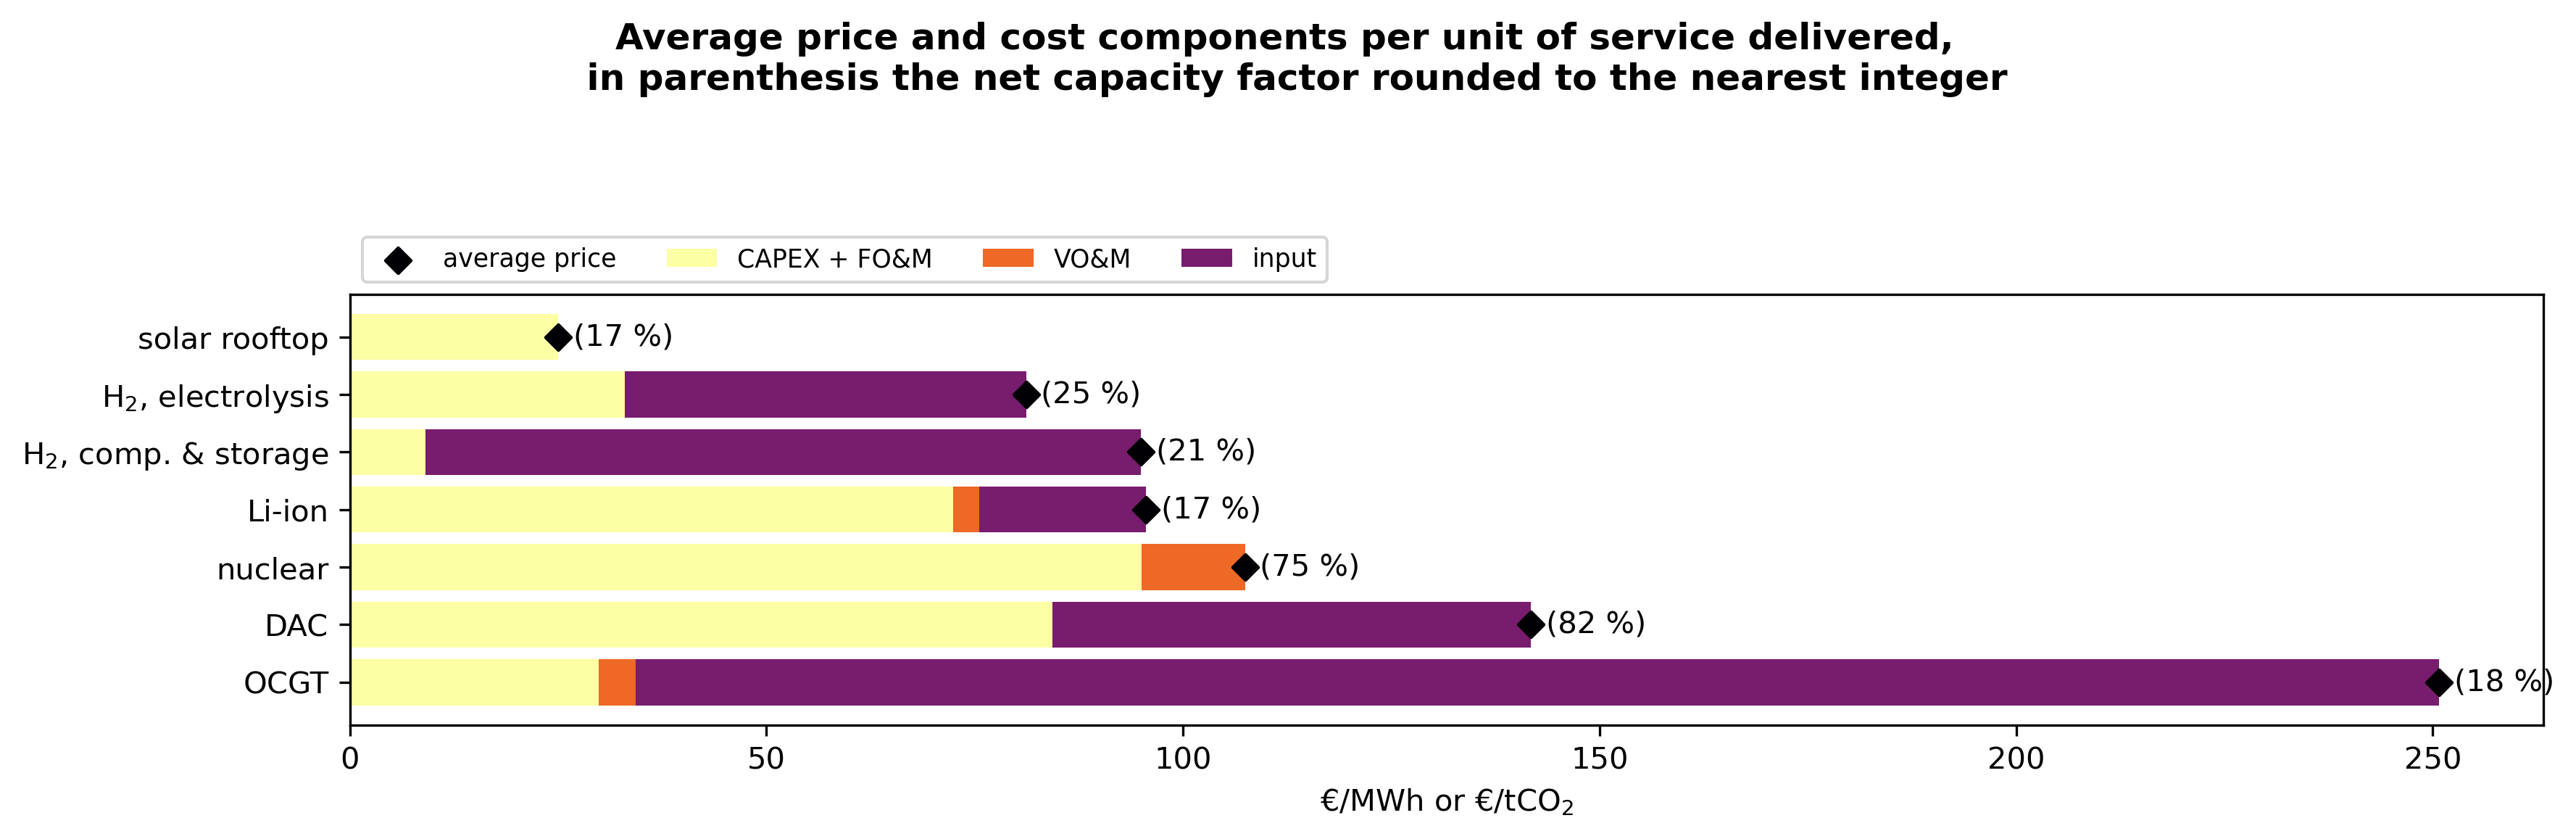 Average price and cost components per unit of service delivered,
in parenthesis the net capacity factor rounded to the nearest integer
average price CAPEX + FO&M VO&M input
solar rooftop (17 %)
H₂, electrolysis (25 %)
H₂, comp. & storage (21 %)
Li-ion (17 %)
nuclear (75 %)
DAC (82 %)
OCGT (18 %)
0 50 100 150 200 250
€/MWh or €/tCO₂